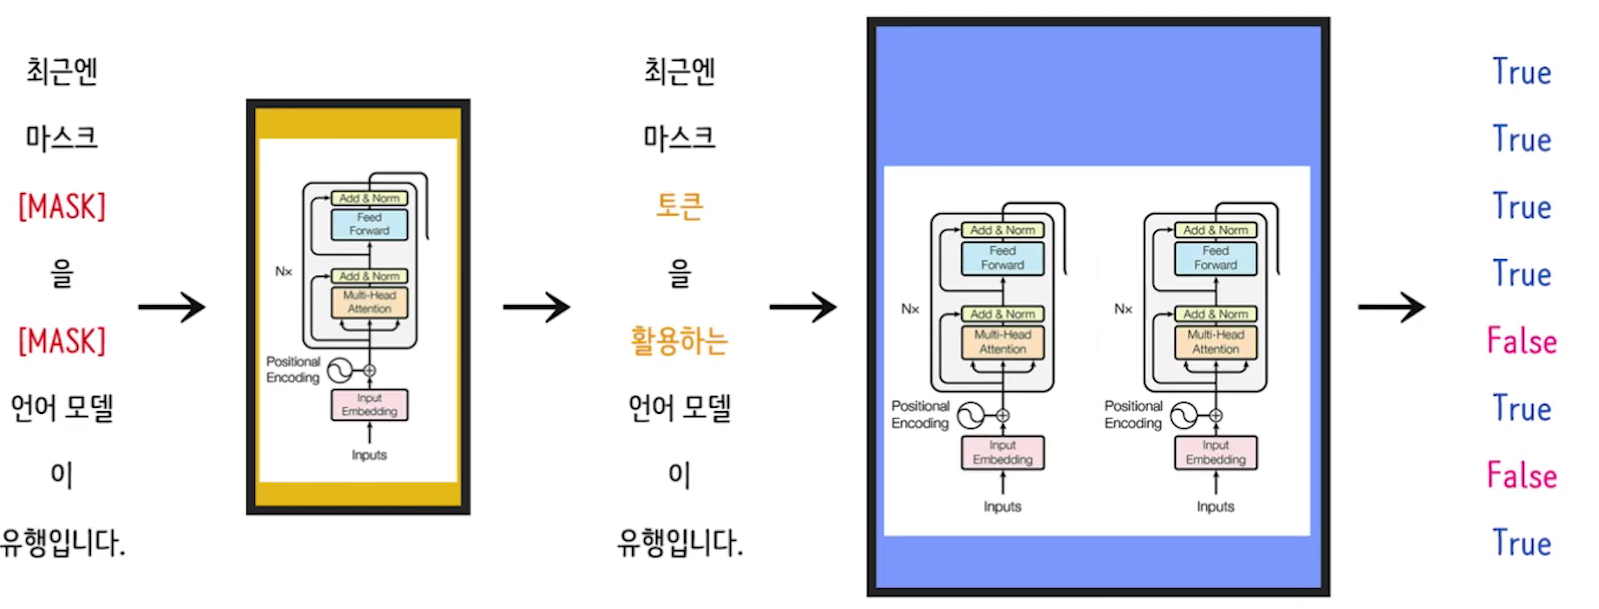 최근엔
마스크
[MASK]
을
[MASK]
언어 모델
이
유행입니다.
Add & Norm
Feed
Forward
Nx
Add & Norm
Multi-Head
Attention
Positional
Encoding
Input
Embedding
Inputs
최근엔
마스크
토큰
을
활용하는
언어 모델
이
유행입니다.
Add & Norm
Feed
Forward
Nx
Add & Norm
Multi-Head
Attention
Positional
Encoding
Input
Embedding
Inputs
Add & Norm
Feed
Forward
Nx
Add & Norm
Multi-Head
Attention
Positional
Encoding
Input
Embedding
Inputs
True
True
True
True
False
True
False
True